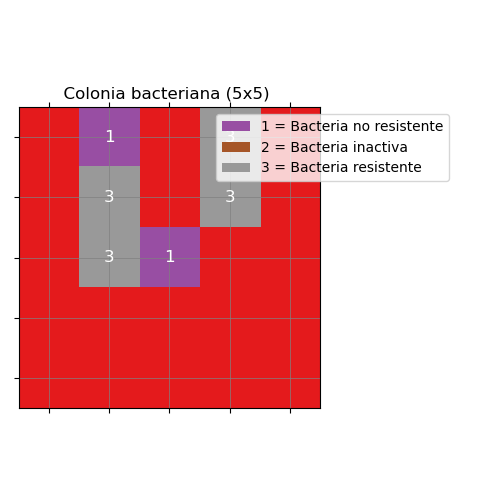 Colonia bacteriana (5x5)
1
1 = Bacteria no resistente
2 = Bacteria inactiva
3 = Bacteria resistente
3 3
3 1